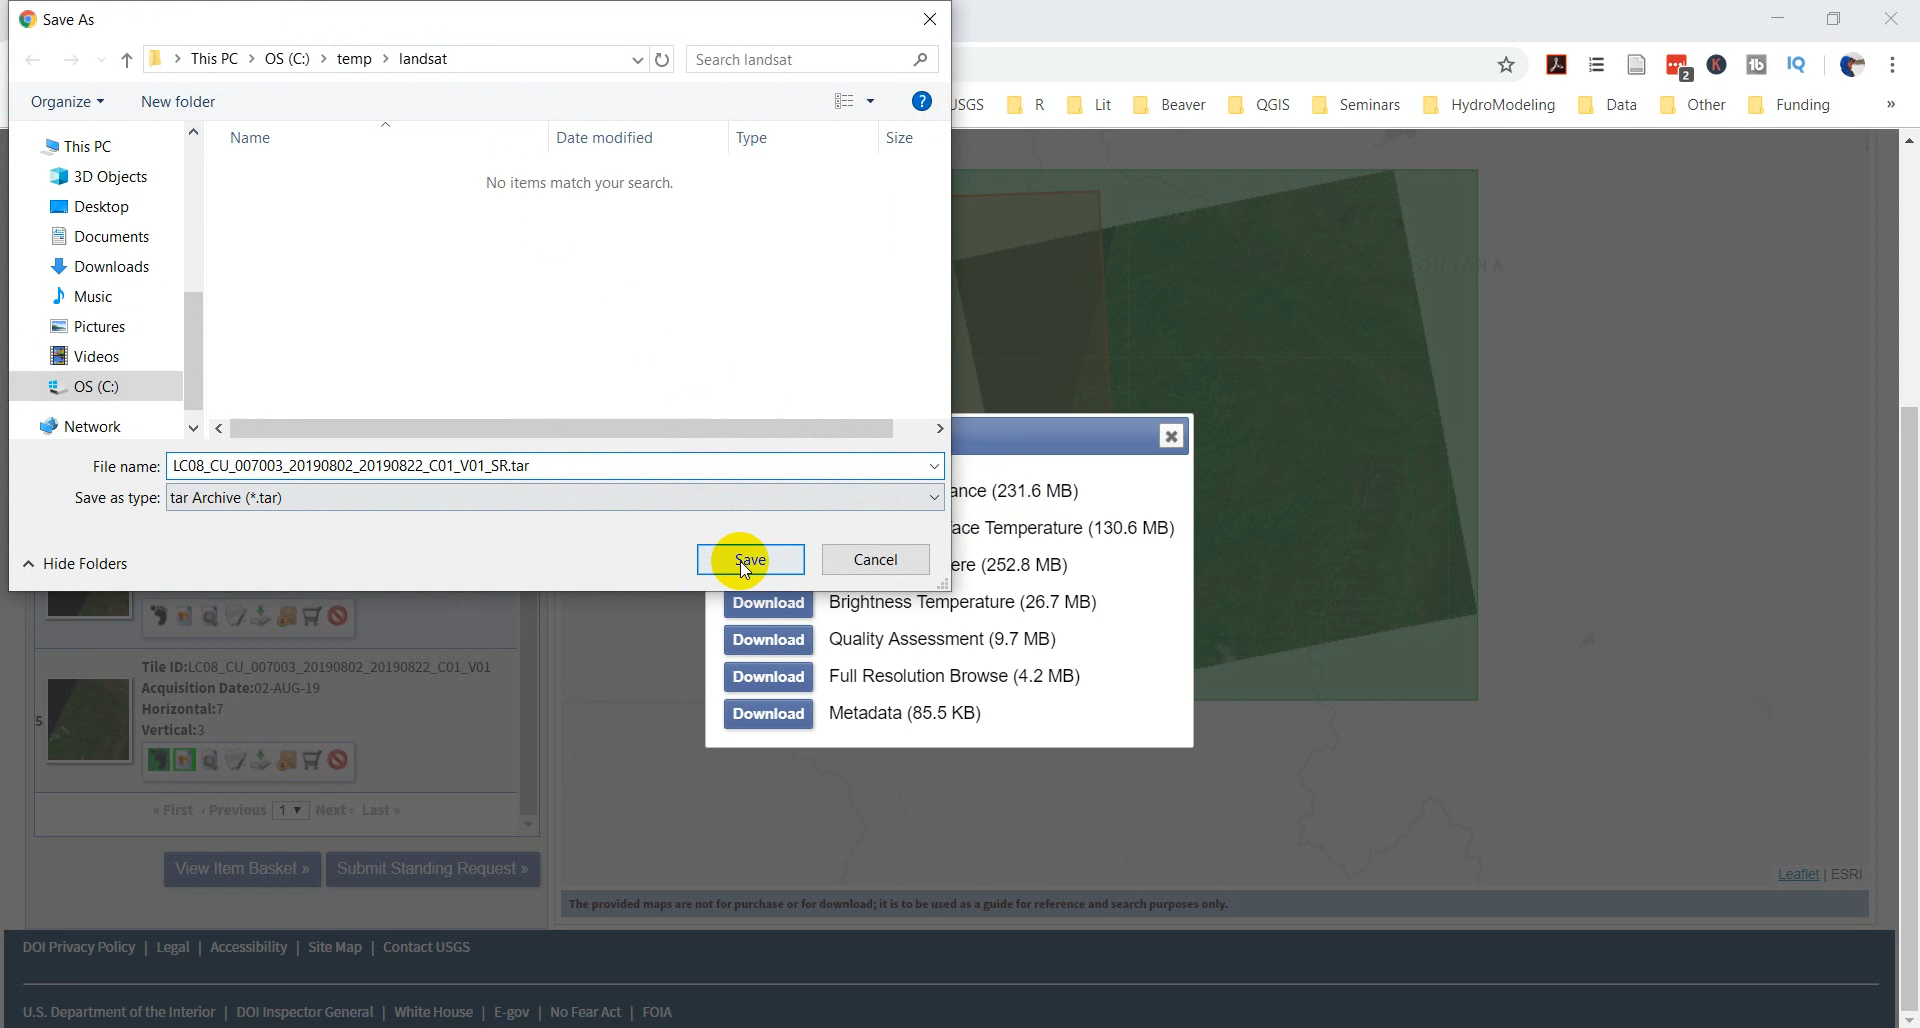 Save As
This PC > OS (C:) > temp > landsat
Search landsat
Organize
New folder
Name
Date modified
Type
Size
No items match your search.
This PC
3D Objects
Desktop
Documents
Downloads
Music
Pictures
Videos
OS (C:)
Network
File name: LC08_CU_007003_20190802_20190822_C01_V01_SR.tar
Save as type: tar Archive (*.tar)
Hide Folders
Save
Cancel
2
K
tb
IQ
USGS
R
Lit
Beaver
QGIS
Seminars
HydroModeling
Data
Other
Funding
»
ance (231.6 MB)
face Temperature (130.6 MB)
ere (252.8 MB)
Download Brightness Temperature (26.7 MB)
Download Quality Assessment (9.7 MB)
Download Full Resolution Browse (4.2 MB)
Download Metadata (85.5 KB)
5
Tile ID:LC08_CU_007003_20190802_20190822_C01_V01
Acquisition Date:02-AUG-19
Horizontal:7
Vertical:3
« First ‹ Previous 1 Next › Last »
View Item Basket »
Submit Standing Request »
Leaflet | ESRI
The provided maps are not for purchase or for download; it is to be used as a guide for reference and search purposes only.
DOI Privacy Policy | Legal | Accessibility | Site Map | Contact USGS
U.S. Department of the Interior | DOI Inspector General | White House | E-gov | No Fear Act | FOIA